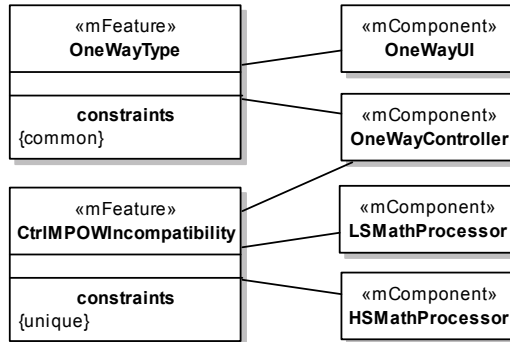 «mFeature»
OneWayType
constraints
{common}
«mFeature»
CtrlMPOWIncompatibility
constraints
{unique}
«mComponent»
OneWayUI
«mComponent»
OneWayController
«mComponent»
LSMathProcessor
«mComponent»
HSMathProcessor